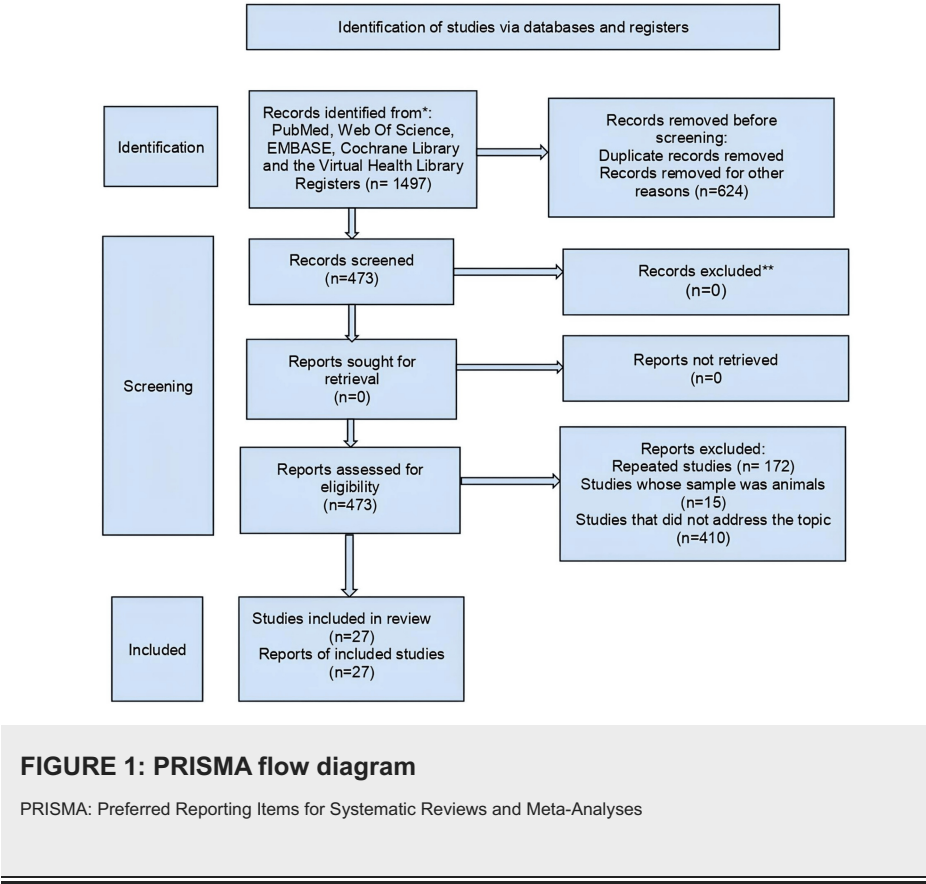 Identification of studies via databases and registers
Identification
Records identified from*:
PubMed, Web Of Science,
EMBASE, Cochrane Library
and the Virtual Health Library
Registers (n= 1497)
Records removed before
screening:
Duplicate records removed
Records removed for other
reasons (n=624)
Screening
Records screened
(n=473)
Records excluded**
(n=0)
Reports sought for
retrieval
(n=0)
Reports not retrieved
(n=0
Reports assessed for
eligibility
(n=473)
Reports excluded:
Repeated studies (n= 172)
Studies whose sample was animals
(n=15)
Studies that did not address the topic
(n=410)
Included
Studies included in review
(n=27)
Reports of included studies
(n=27)
FIGURE 1: PRISMA flow diagram
PRISMA: Preferred Reporting Items for Systematic Reviews and Meta-Analyses